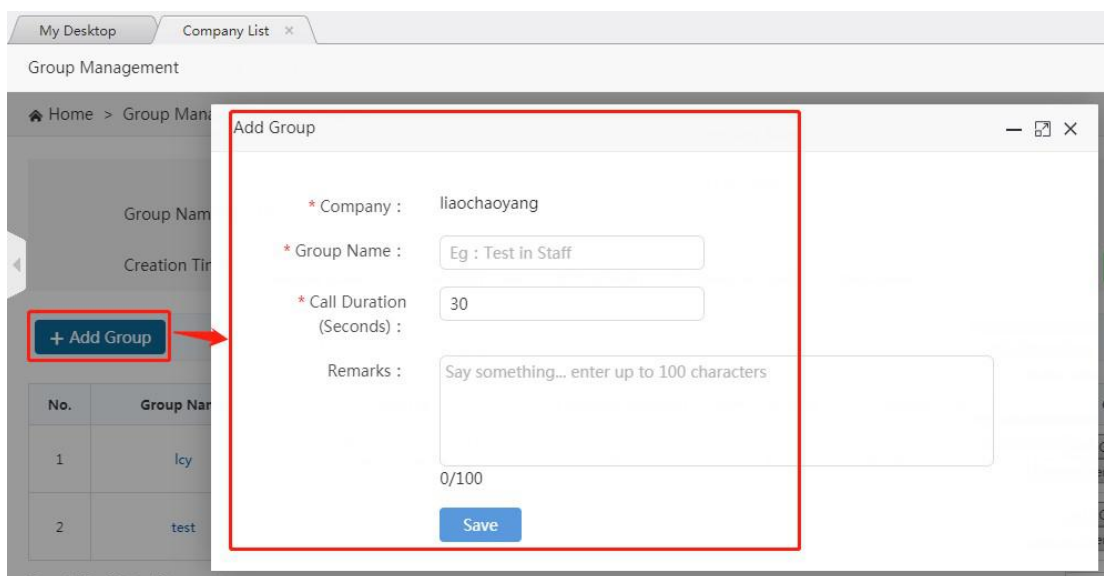 My Desktop
Company List ×
Group Management
Home > Group Mana
Add Group
Group Nam
Creation Tin
* Company : liaochaoyang
* Group Name : Eg : Test in Staff
* Call Duration
(Seconds) : 30
+ Add Group
Remarks : Say something... enter up to 100 characters
0/100
Save
No. Group Nar
1 lcy
2 test